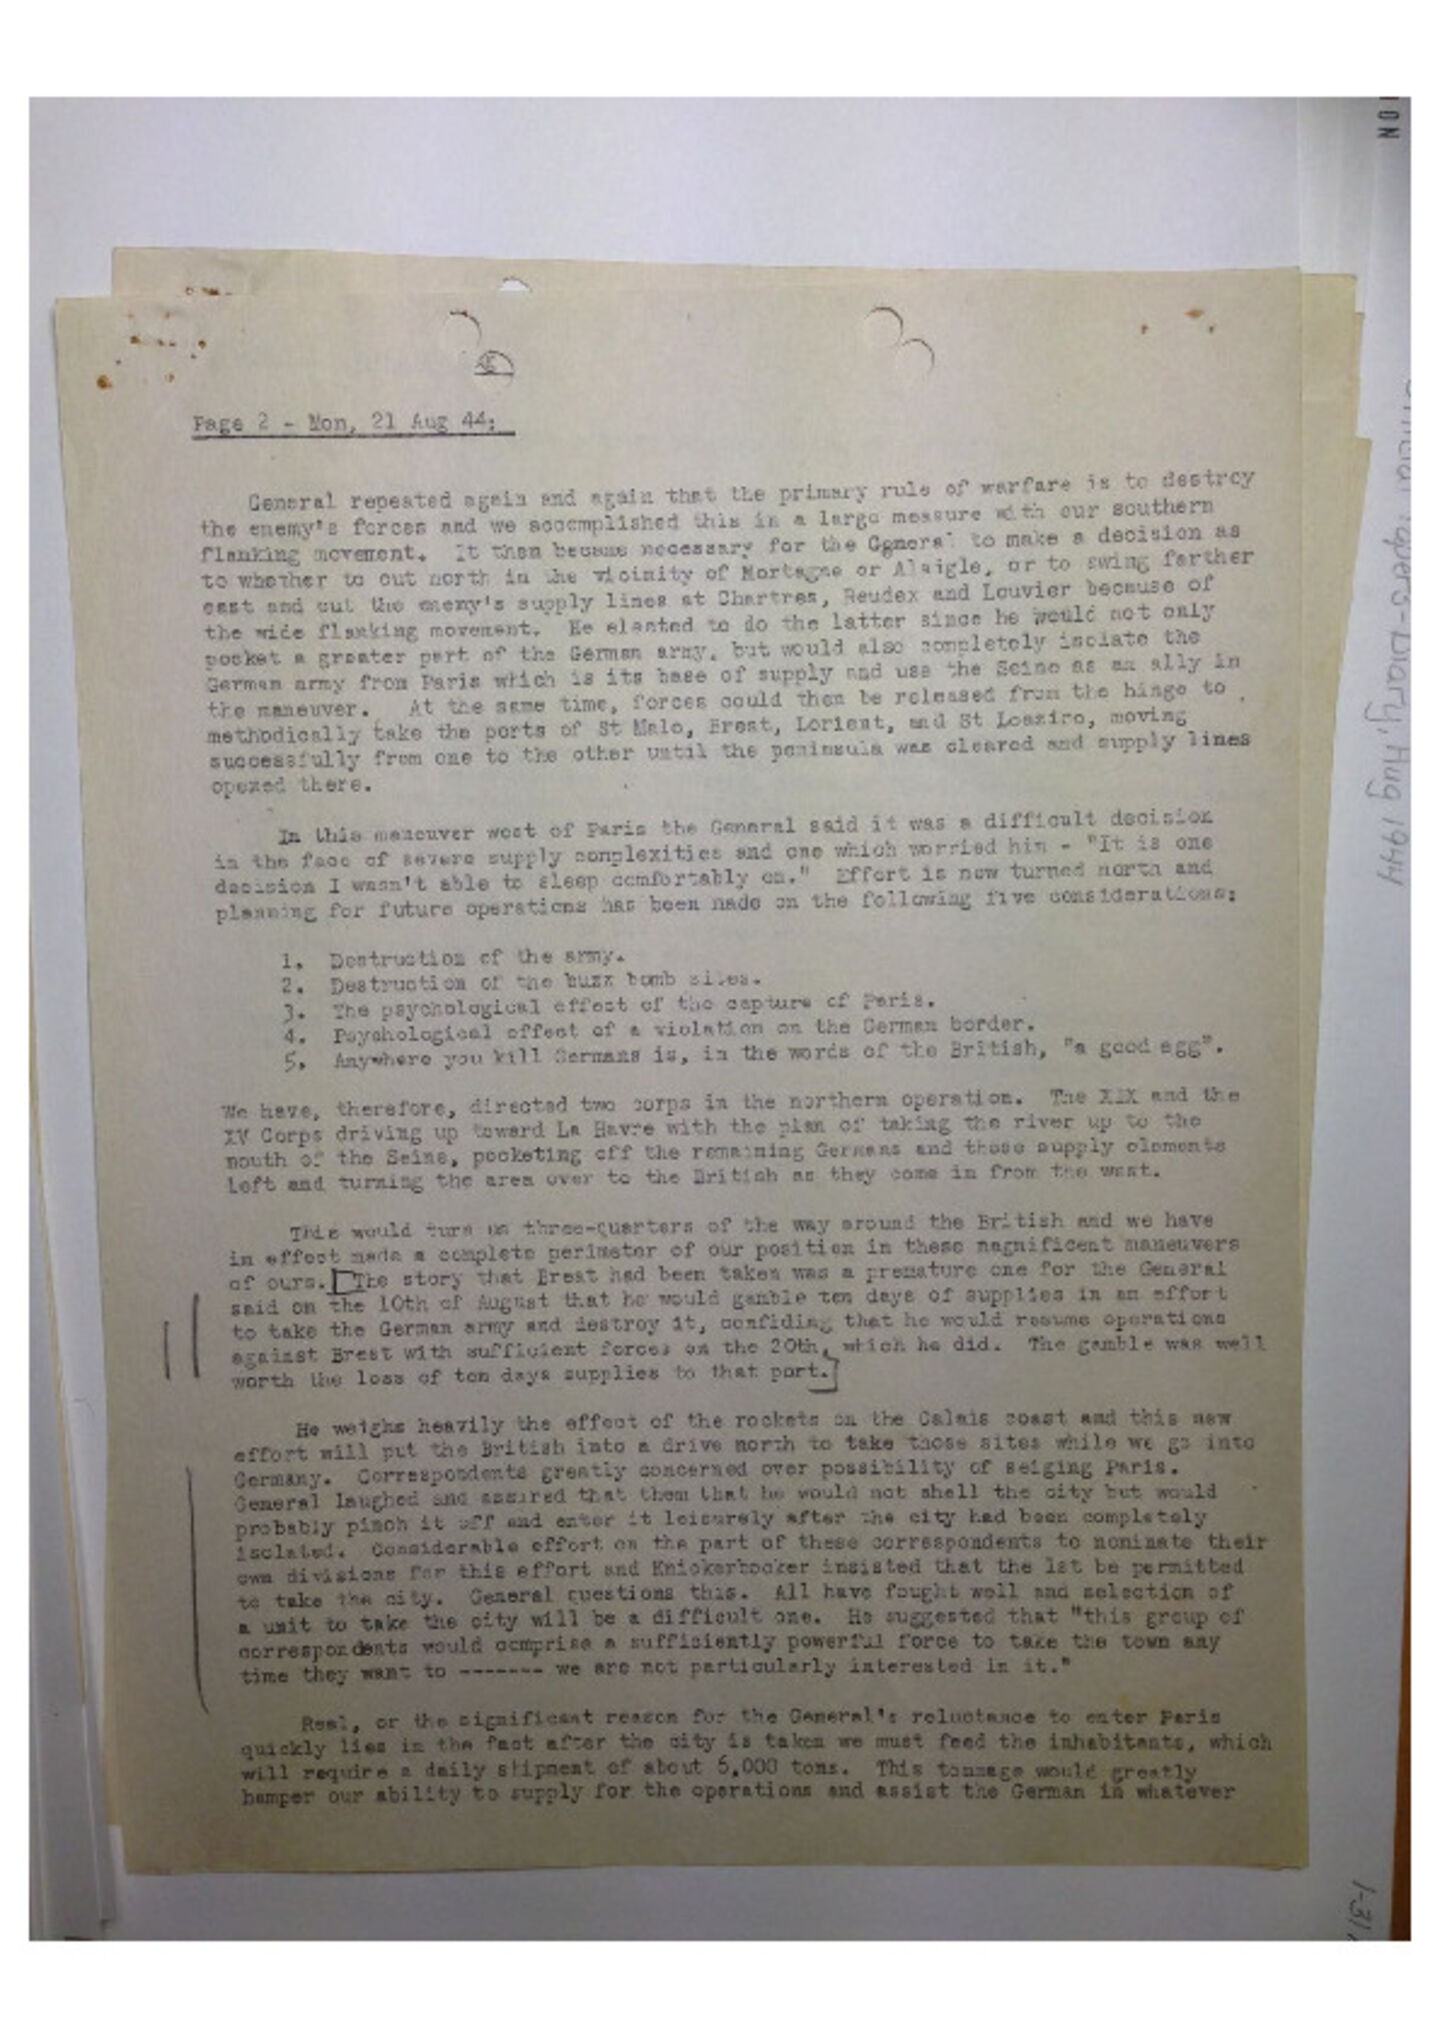 ION
Page 2 - Mon, 21 Aug 44:
General repeated again and again that the primary rule of warfare is to destroy
the enemy's forces and we accomplished this in a large measure with our southern
flanking movement. It then became necessary for the General to make a decision as
to whether to cut north in the vicinity of Mortagne or Alaigle, or to swing farther
east and cut the enemy's supply lines at Chartres, Reudex and Louvier because of
the wide flanking movement. He elected to do the latter since he would not only
pocket a greater part of the German army, but would also completely isolate the
German army from Paris which is its base of supply and use the Seine as an ally in
the maneuver. At the same time, forces could then be released from the hinge to
methodically take the ports of St Malo, Brest, Lorient, and St Loaziro, moving
successfully from one to the other until the peninsula was cleared and supply lines
opened there.
In this maneuver west of Paris the General said it was a difficult decision
in the face of severe supply complexities and one which worried him - "It is one
decision I wasn't able to sleep comfortably on." Effort is now turned north and
planning for future operations has been made on the following five considerations:
1. Destruction of the army.
2. Destruction of the buzz bomb sites.
3. The psychological effect of the capture of Paris.
4. Psychological effect of a violation on the German border.
5. Anywhere you kill Germans is, in the words of the British, "a good egg".
We have, therefore, directed two corps in the northern operation. The XIX and the
XV Corps driving up toward La Havre with the plan of taking the river up to the
mouth of the Seine, pocketing off the remaining Germans and those supply elements
left and turning the area over to the British as they come in from the west.
This would turn us three-quarters of the way around the British and we have
in effect made a complete perimeter of our position in these magnificent maneuvers
of ours. [The story that Brest had been taken was a premature one for the General
said on the 10th of August that he would gamble ten days of supplies in an effort
to take the German army and destroy it, confiding that he would resume operations
against Brest with sufficient forces on the 20th, which he did. The gamble was well
worth the loss of ten days supplies to that port.]
He weighs heavily the effect of the rockets on the Calais coast and this new
effort will put the British into a drive north to take those sites while we go into
Germany. Correspondents greatly concerned over possibility of seiging Paris.
General laughed and assured that them that he would not shell the city but would
probably pinch it off and enter it leisurely after the city had been completely
isolated. Considerable effort on the part of these correspondents to nominate their
own divisions for this effort and Knickerbocker insisted that the 1st be permitted
to take the city. General questions this. All have fought well and selection of
a unit to take the city will be a difficult one. He suggested that "this group of
correspondents would comprise a sufficiently powerful force to take the town any
time they want to ------- we are not particularly interested in it."
Real, or the significant reason for the General's reluctance to enter Paris
quickly lies in the fact after the city is taken we must feed the inhabitants, which
will require a daily shipment of about 5,000 tons. This tonnage would greatly
hamper our ability to supply for the operations and assist the German in whatever
Papers-Diary, Aug 1944
1-31